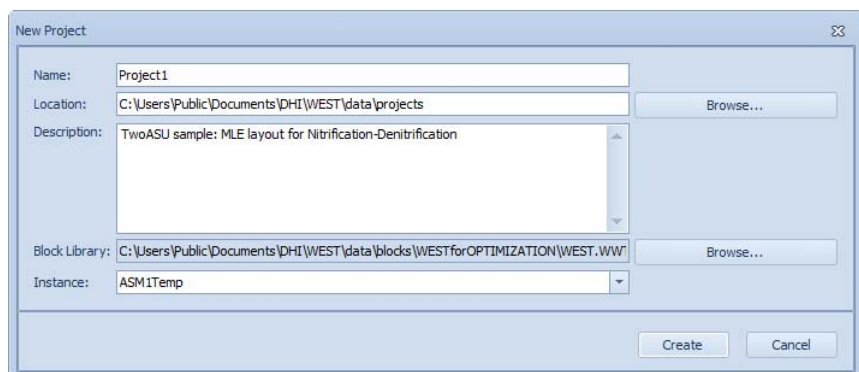 New Project
Name: Project1
Location: C:\Users\Public\Documents\DHI\WEST\data\projects Browse...
Description: TwoASU sample: MLE layout for Nitrification-Denitrification
Block Library: C:\Users\Public\Documents\DHI\WEST\data\blocks\WESTforOPTIMIZATION\WEST.WWT Browse...
Instance: ASM1Temp
Create Cancel